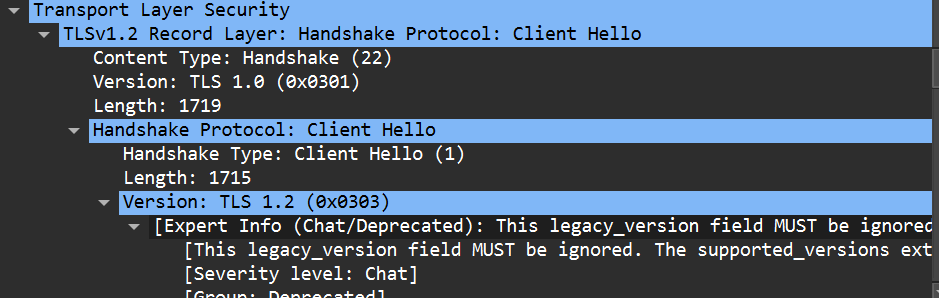 Transport Layer Security
TLSv1.2 Record Layer: Handshake Protocol: Client Hello
Content Type: Handshake (22)
Version: TLS 1.0 (0x0301)
Length: 1719
Handshake Protocol: Client Hello
Handshake Type: Client Hello (1)
Length: 1715
Version: TLS 1.2 (0x0303)
[Expert Info (Chat/Deprecated): This legacy_version field MUST be ignored
[This legacy_version field MUST be ignored. The supported_versions ext
[Severity level: Chat]
[Group: Deprecated]